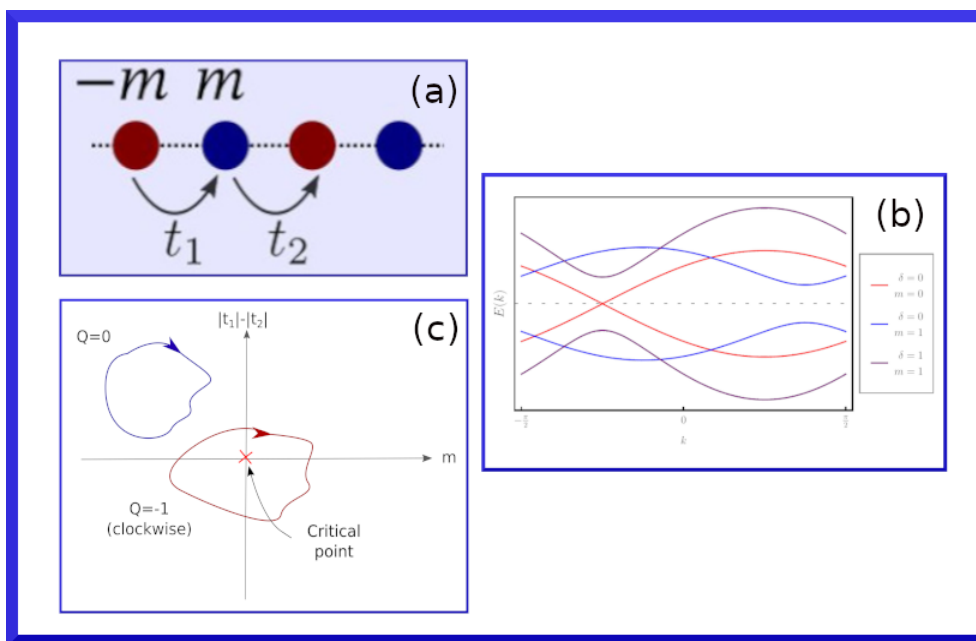 −m m (a)
t₁ t₂
(b)
E(k)
δ = 0
m = 0
δ = 0
m = 1
δ = 1
m = 1
0
k
|t₁|-|t₂|
(c)
Q=0
m
Q=-1
(clockwise)
Critical
point